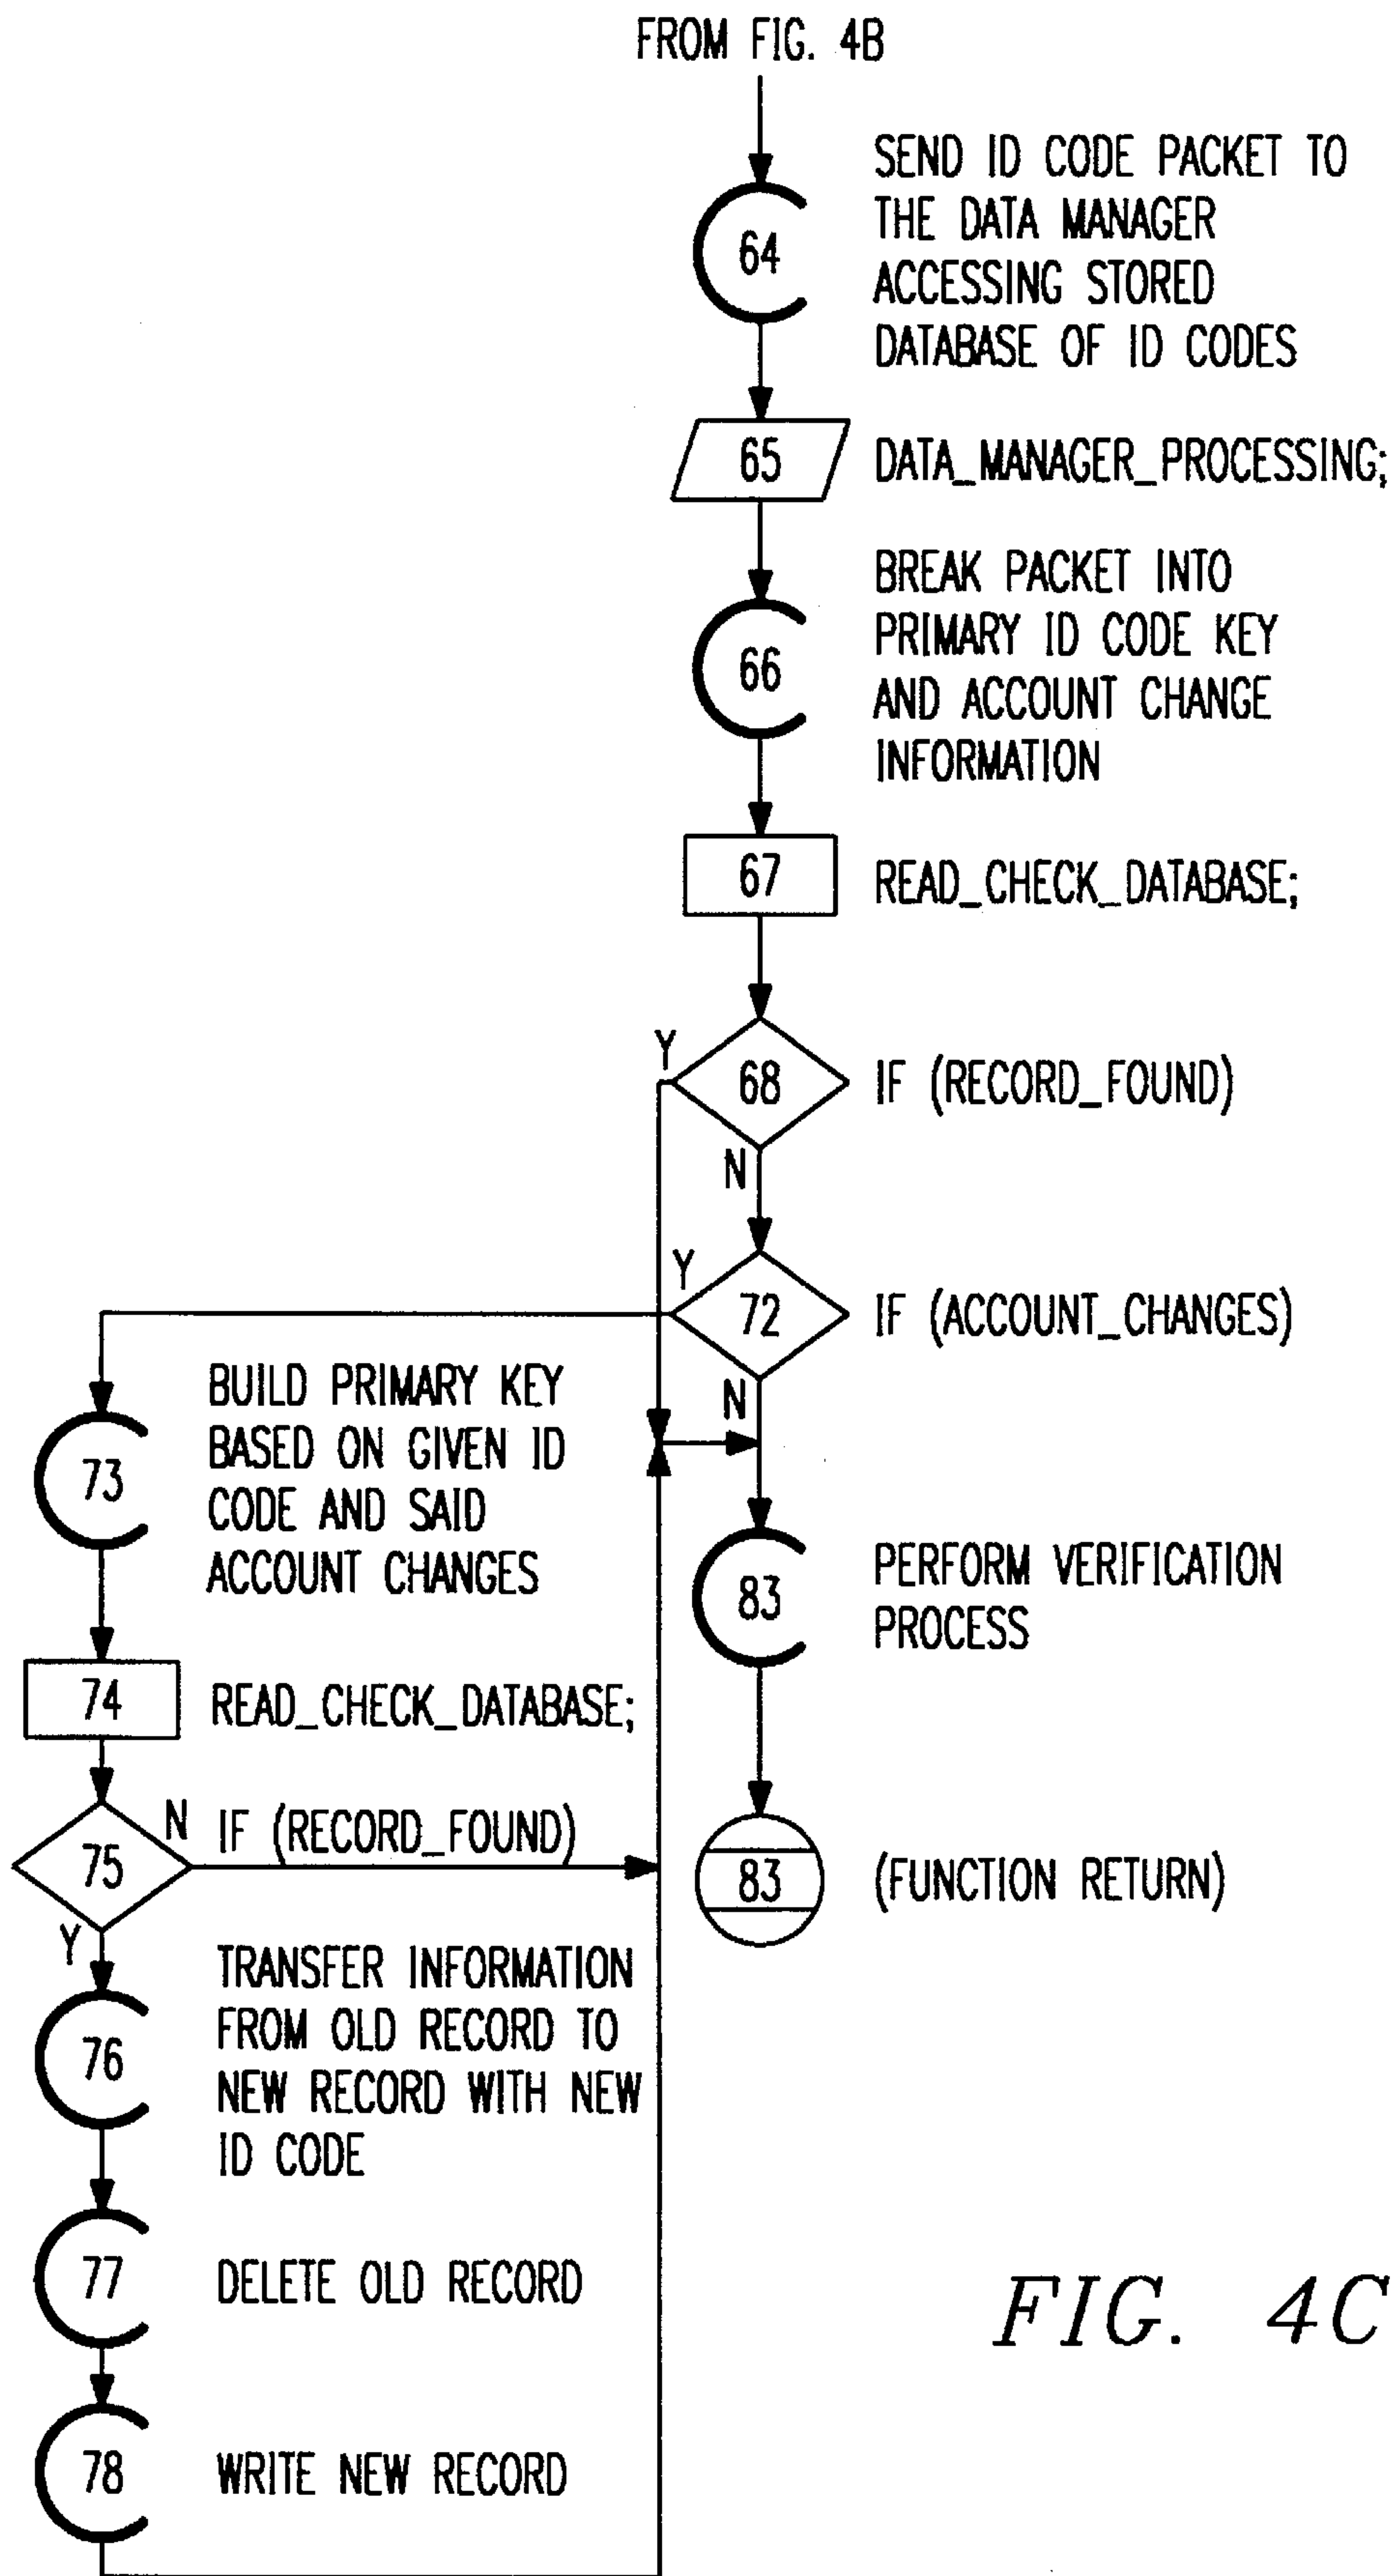 FROM FIG. 4B
64
SEND ID CODE PACKET TO
THE DATA MANAGER
ACCESSING STORED
DATABASE OF ID CODES
65
DATA_MANAGER_PROCESSING;
66
BREAK PACKET INTO
PRIMARY ID CODE KEY
AND ACCOUNT CHANGE
INFORMATION
67
READ_CHECK_DATABASE;
Y
68
IF (RECORD_FOUND)
N
Y
72
IF (ACCOUNT_CHANGES)
N
73
BUILD PRIMARY KEY
BASED ON GIVEN ID
CODE AND SAID
ACCOUNT CHANGES
83
PERFORM VERIFICATION
PROCESS
74
READ_CHECK_DATABASE;
75
N
IF (RECORD_FOUND)
Y
83
(FUNCTION RETURN)
76
TRANSFER INFORMATION
FROM OLD RECORD TO
NEW RECORD WITH NEW
ID CODE
77
DELETE OLD RECORD
78
WRITE NEW RECORD
FIG. 4C